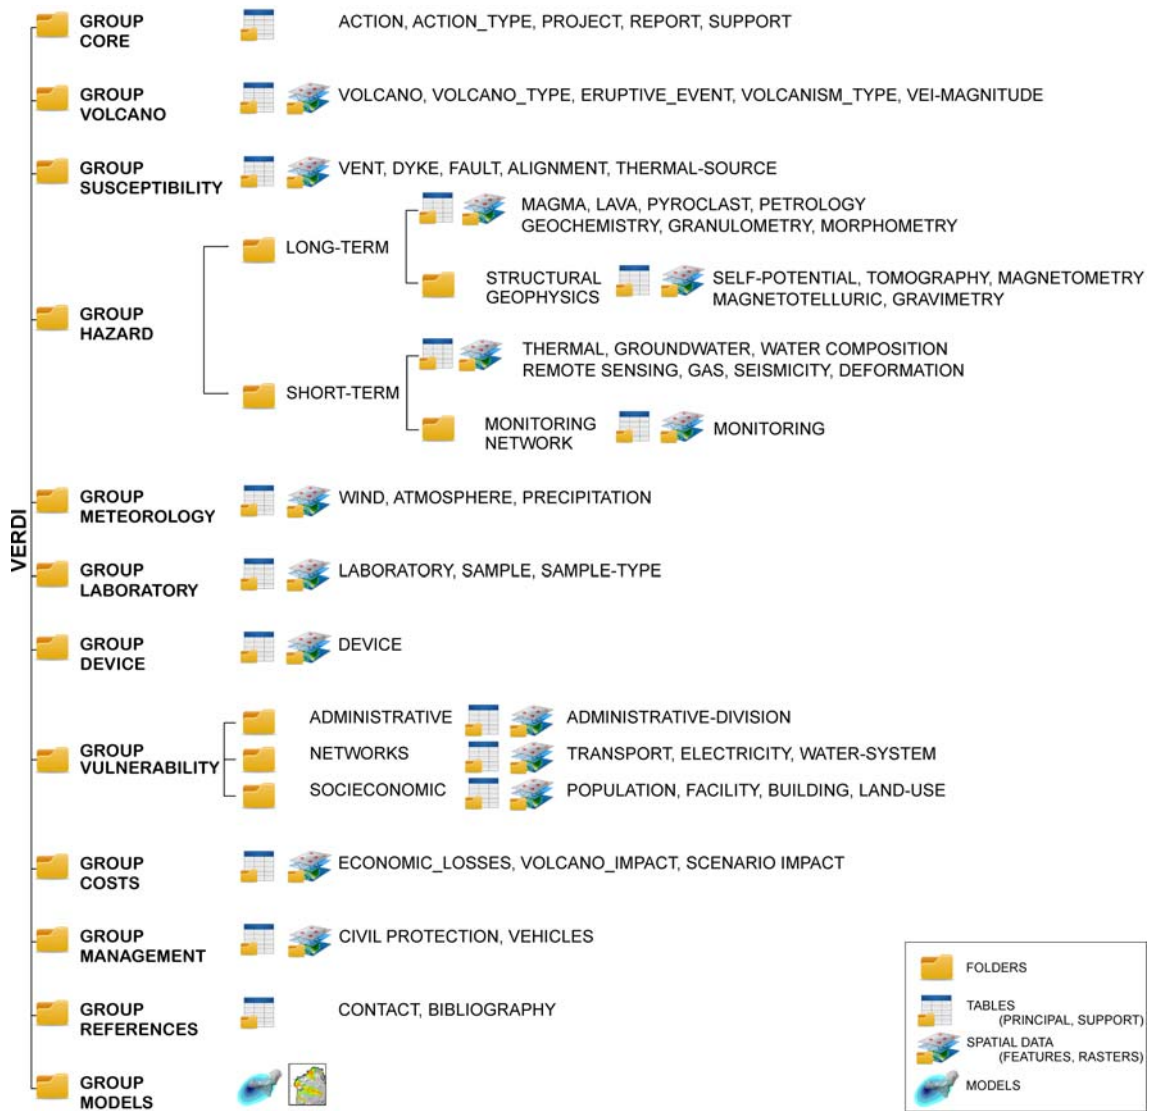 GROUP
CORE
ACTION, ACTION_TYPE, PROJECT, REPORT, SUPPORT
GROUP
VOLCANO
VOLCANO, VOLCANO_TYPE, ERUPTIVE_EVENT, VOLCANISM_TYPE, VEI-MAGNITUDE
GROUP
SUSCEPTIBILITY
VENT, DYKE, FAULT, ALIGNMENT, THERMAL-SOURCE
GROUP
HAZARD
LONG-TERM
MAGMA, LAVA, PYROCLAST, PETROLOGY
GEOCHEMISTRY, GRANULOMETRY, MORPHOMETRY
STRUCTURAL
GEOPHYSICS
SELF-POTENTIAL, TOMOGRAPHY, MAGNETOMETRY
MAGNETOTELLURIC, GRAVIMETRY
SHORT-TERM
THERMAL, GROUNDWATER, WATER COMPOSITION
REMOTE SENSING, GAS, SEISMICITY, DEFORMATION
MONITORING
NETWORK
MONITORING
VERDI
GROUP
METEOROLOGY
WIND, ATMOSPHERE, PRECIPITATION
GROUP
LABORATORY
LABORATORY, SAMPLE, SAMPLE-TYPE
GROUP
DEVICE
DEVICE
GROUP
VULNERABILITY
ADMINISTRATIVE
ADMINISTRATIVE-DIVISION
NETWORKS
TRANSPORT, ELECTRICITY, WATER-SYSTEM
SOCIECONOMIC
POPULATION, FACILITY, BUILDING, LAND-USE
GROUP
COSTS
ECONOMIC_LOSSES, VOLCANO_IMPACT, SCENARIO IMPACT
GROUP
MANAGEMENT
CIVIL PROTECTION, VEHICLES
GROUP
REFERENCES
CONTACT, BIBLIOGRAPHY
GROUP
MODELS
FOLDERS
TABLES
(PRINCIPAL, SUPPORT)
SPATIAL DATA
(FEATURES, RASTERS)
MODELS